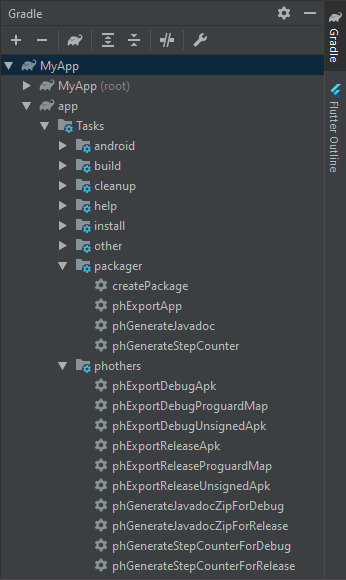 Gradle
MyApp
MyApp (root)
app
Tasks
android
build
cleanup
help
install
other
packager
createPackage
phExportApp
phGenerateJavadoc
phGenerateStepCounter
phothers
phExportDebugApk
phExportDebugProguardMap
phExportDebugUnsignedApk
phExportReleaseApk
phExportReleaseProguardMap
phExportReleaseUnsignedApk
phGenerateJavadocZipForDebug
phGenerateJavadocZipForRelease
phGenerateStepCounterForDebug
phGenerateStepCounterForRelease
Gradle
Flutter Outline